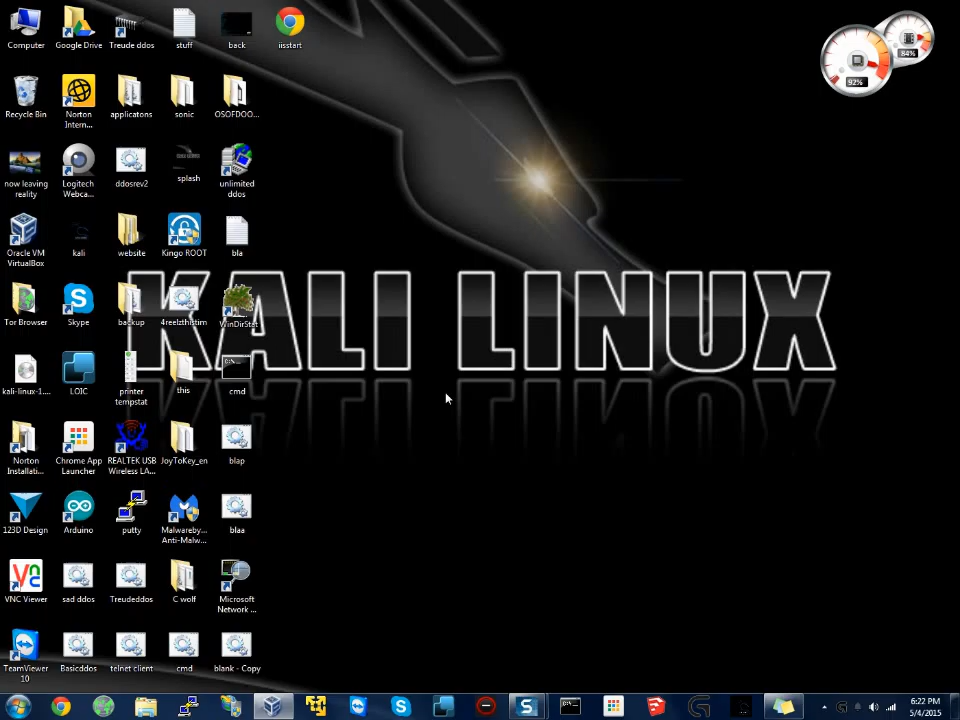 Computer
Google Drive
Treude ddos
stuff
back
iisstart
92%
84%
Recycle Bin
Norton
Intern...
applicatons
sonic
OSOFDOO...
now leaving
reality
Logitech
Webca...
ddosrev2
splash
unlimited
ddos
Oracle VM
VirtualBox
kali
website
Kingo ROOT
bla
Tor Browser
Skype
backup
4reelzthistim
WinDirStat
KALI LINUX
kali-linux-1....
LOIC
printer
tempstat
this
cmd
Norton
Installati...
Chrome App
Launcher
REALTEK USB
Wireless LA...
JoyToKey_en
blap
123D Design
Arduino
putty
Malwareby...
Anti-Malw...
blaa
VNC Viewer
sad ddos
Treudeddos
C wolf
Microsoft
Network ...
TeamViewer
10
Basicddos
telnet client
cmd
blank - Copy
6:22 PM
5/4/2015